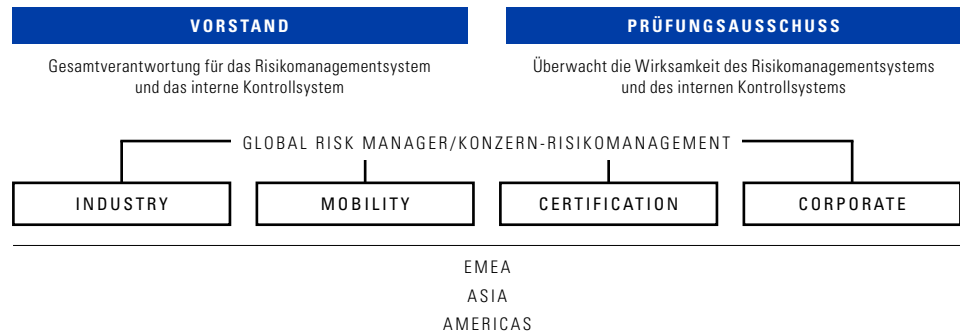 VORSTAND
PRÜFUNGSAUSSCHUSS
Gesamtverantwortung für das Risikomanagementsystem
und das interne Kontrollsystem
Überwacht die Wirksamkeit des Risikomanagementsystems
und des internen Kontrollsystems
GLOBAL RISK MANAGER/KONZERN-RISIKOMANAGEMENT
INDUSTRY
MOBILITY
CERTIFICATION
CORPORATE
EMEA
ASIA
AMERICAS